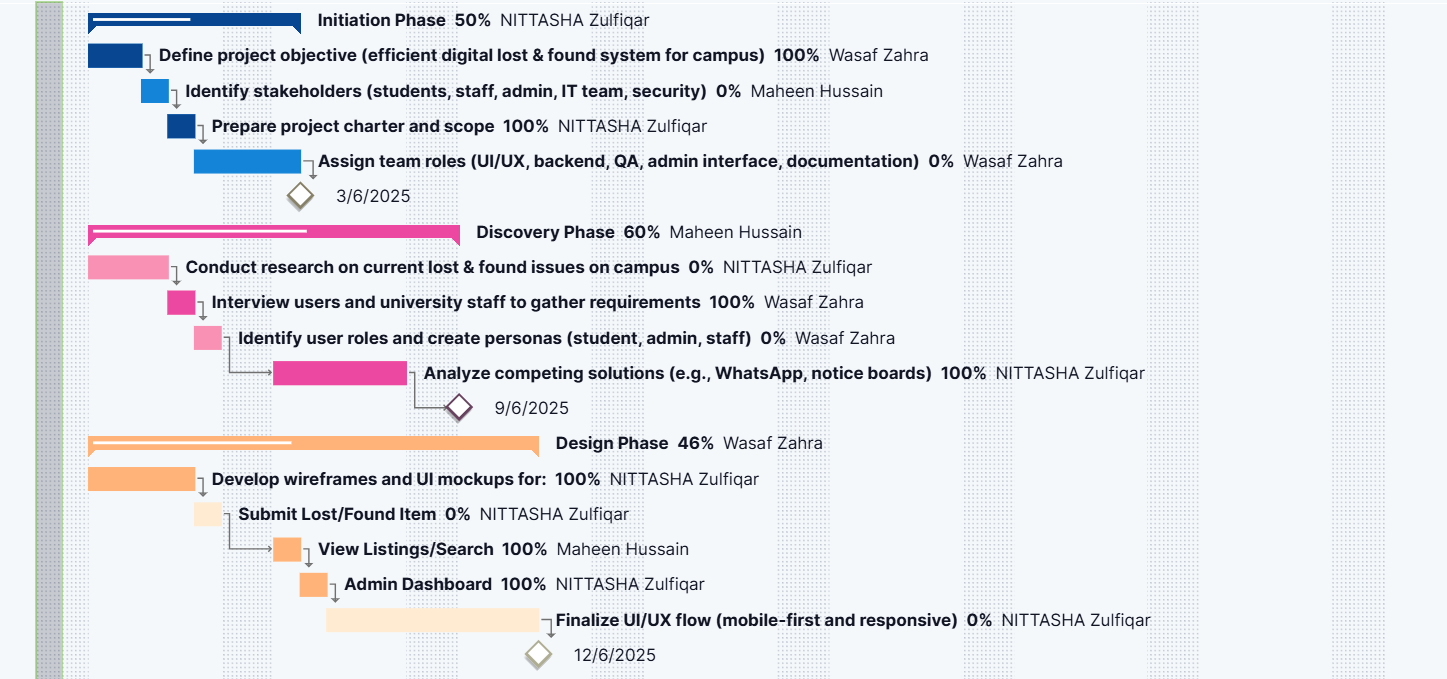 Initiation Phase 50% NITTASHA Zulfiqar
Define project objective (efficient digital lost & found system for campus) 100% Wasaf Zahra
Identify stakeholders (students, staff, admin, IT team, security) 0% Maheen Hussain
Prepare project charter and scope 100% NITTASHA Zulfiqar
Assign team roles (UI/UX, backend, QA, admin interface, documentation) 0% Wasaf Zahra
3/6/2025
Discovery Phase 60% Maheen Hussain
Conduct research on current lost & found issues on campus 0% NITTASHA Zulfiqar
Interview users and university staff to gather requirements 100% Wasaf Zahra
Identify user roles and create personas (student, admin, staff) 0% Wasaf Zahra
Analyze competing solutions (e.g., WhatsApp, notice boards) 100% NITTASHA Zulfiqar
9/6/2025
Design Phase 46% Wasaf Zahra
Develop wireframes and UI mockups for: 100% NITTASHA Zulfiqar
Submit Lost/Found Item 0% NITTASHA Zulfiqar
View Listings/Search 100% Maheen Hussain
Admin Dashboard 100% NITTASHA Zulfiqar
Finalize UI/UX flow (mobile-first and responsive) 0% NITTASHA Zulfiqar
12/6/2025